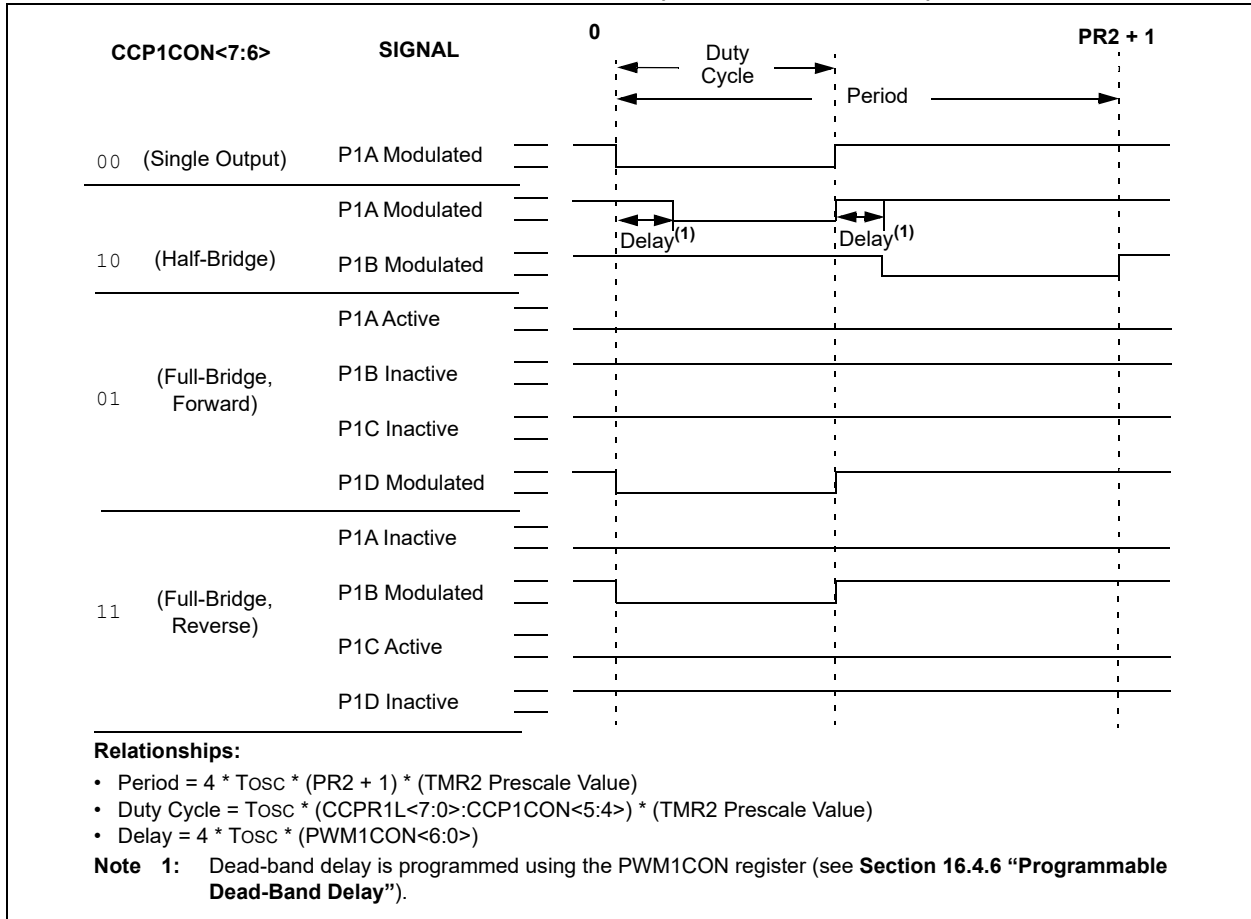 CCP1CON<7:6> SIGNAL 0 PR2 + 1
Duty
Cycle
Period
00 (Single Output) P1A Modulated
P1A Modulated
Delay(1) Delay(1)
10 (Half-Bridge) P1B Modulated
P1A Active
P1B Inactive
01 (Full-Bridge,
Forward)
P1C Inactive
P1D Modulated
P1A Inactive
P1B Modulated
11 (Full-Bridge,
Reverse)
P1C Active
P1D Inactive
Relationships:
• Period = 4 * TOSC * (PR2 + 1) * (TMR2 Prescale Value)
• Duty Cycle = TOSC * (CCPR1L<7:0>:CCP1CON<5:4>) * (TMR2 Prescale Value)
• Delay = 4 * TOSC * (PWM1CON<6:0>)
Note 1: Dead-band delay is programmed using the PWM1CON register (see Section 16.4.6 “Programmable
Dead-Band Delay”).